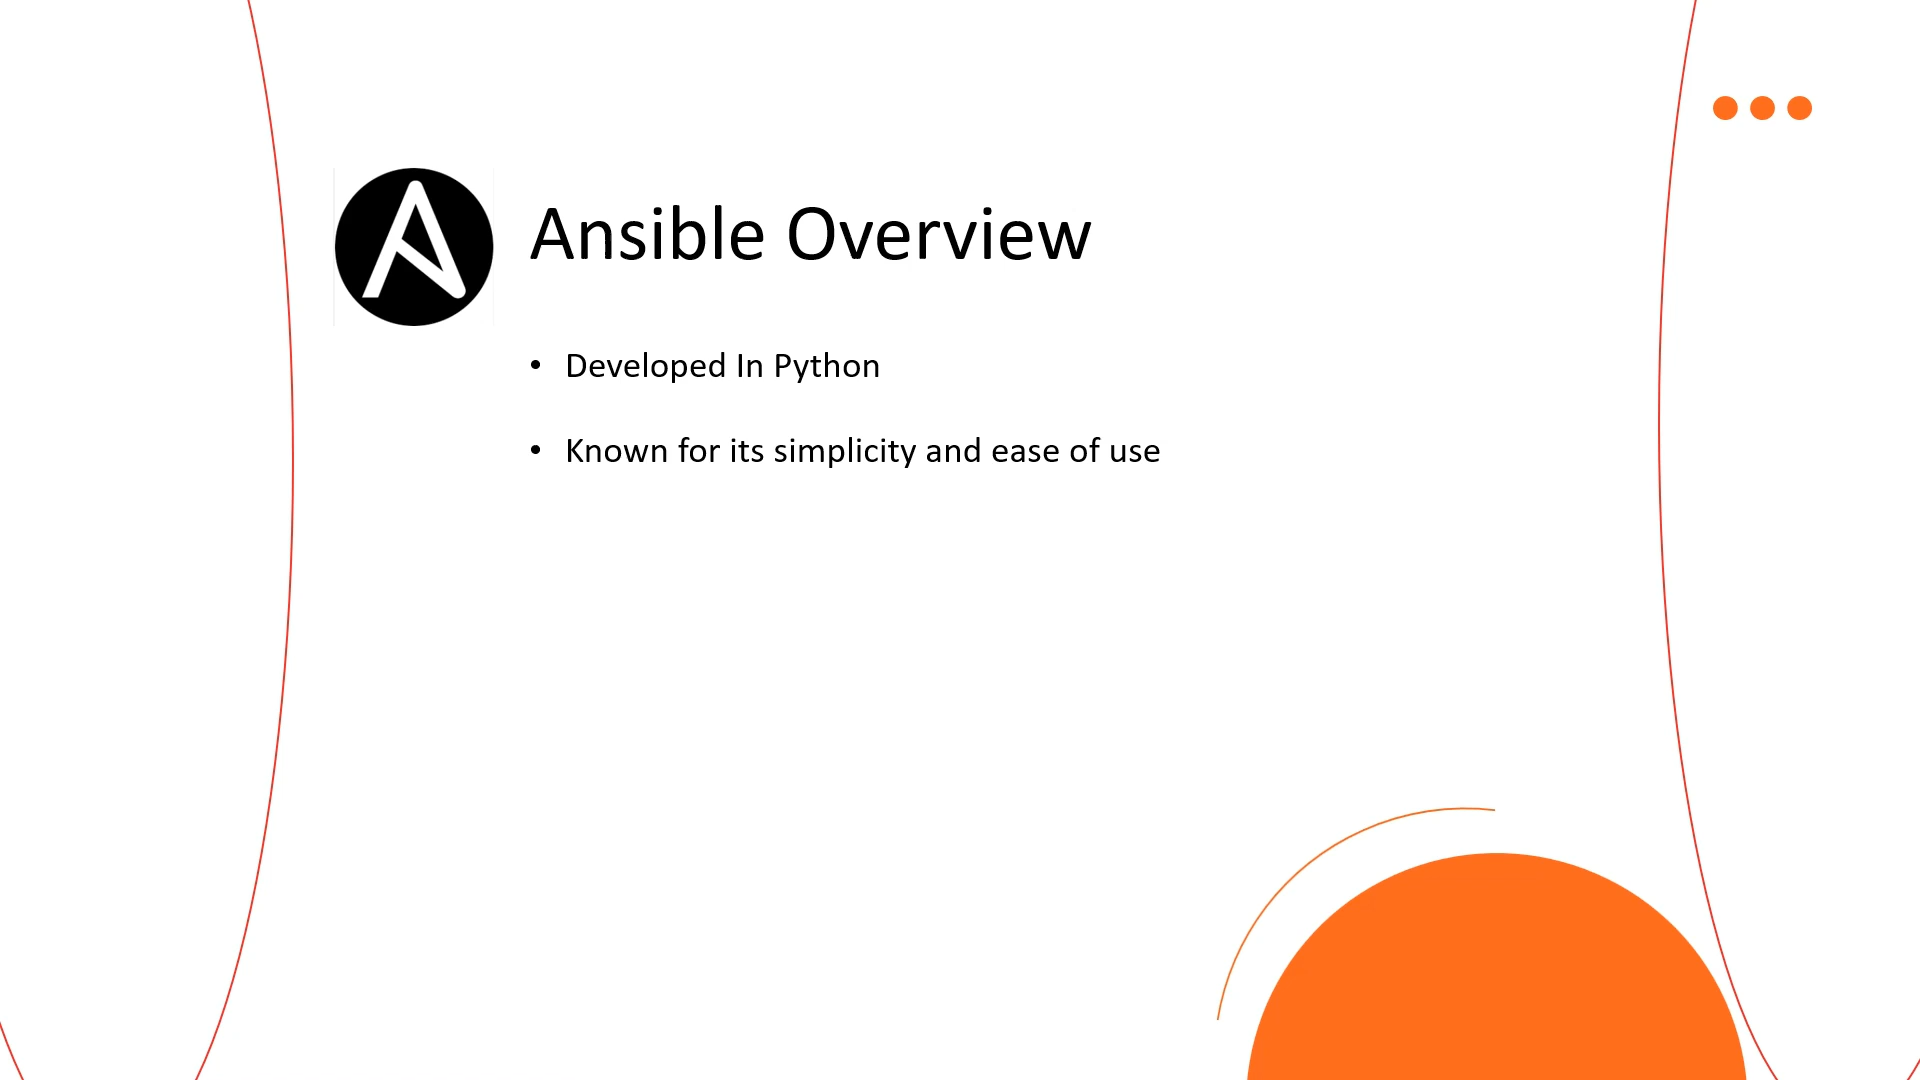 Ansible Overview
• Developed In Python
• Known for its simplicity and ease of use